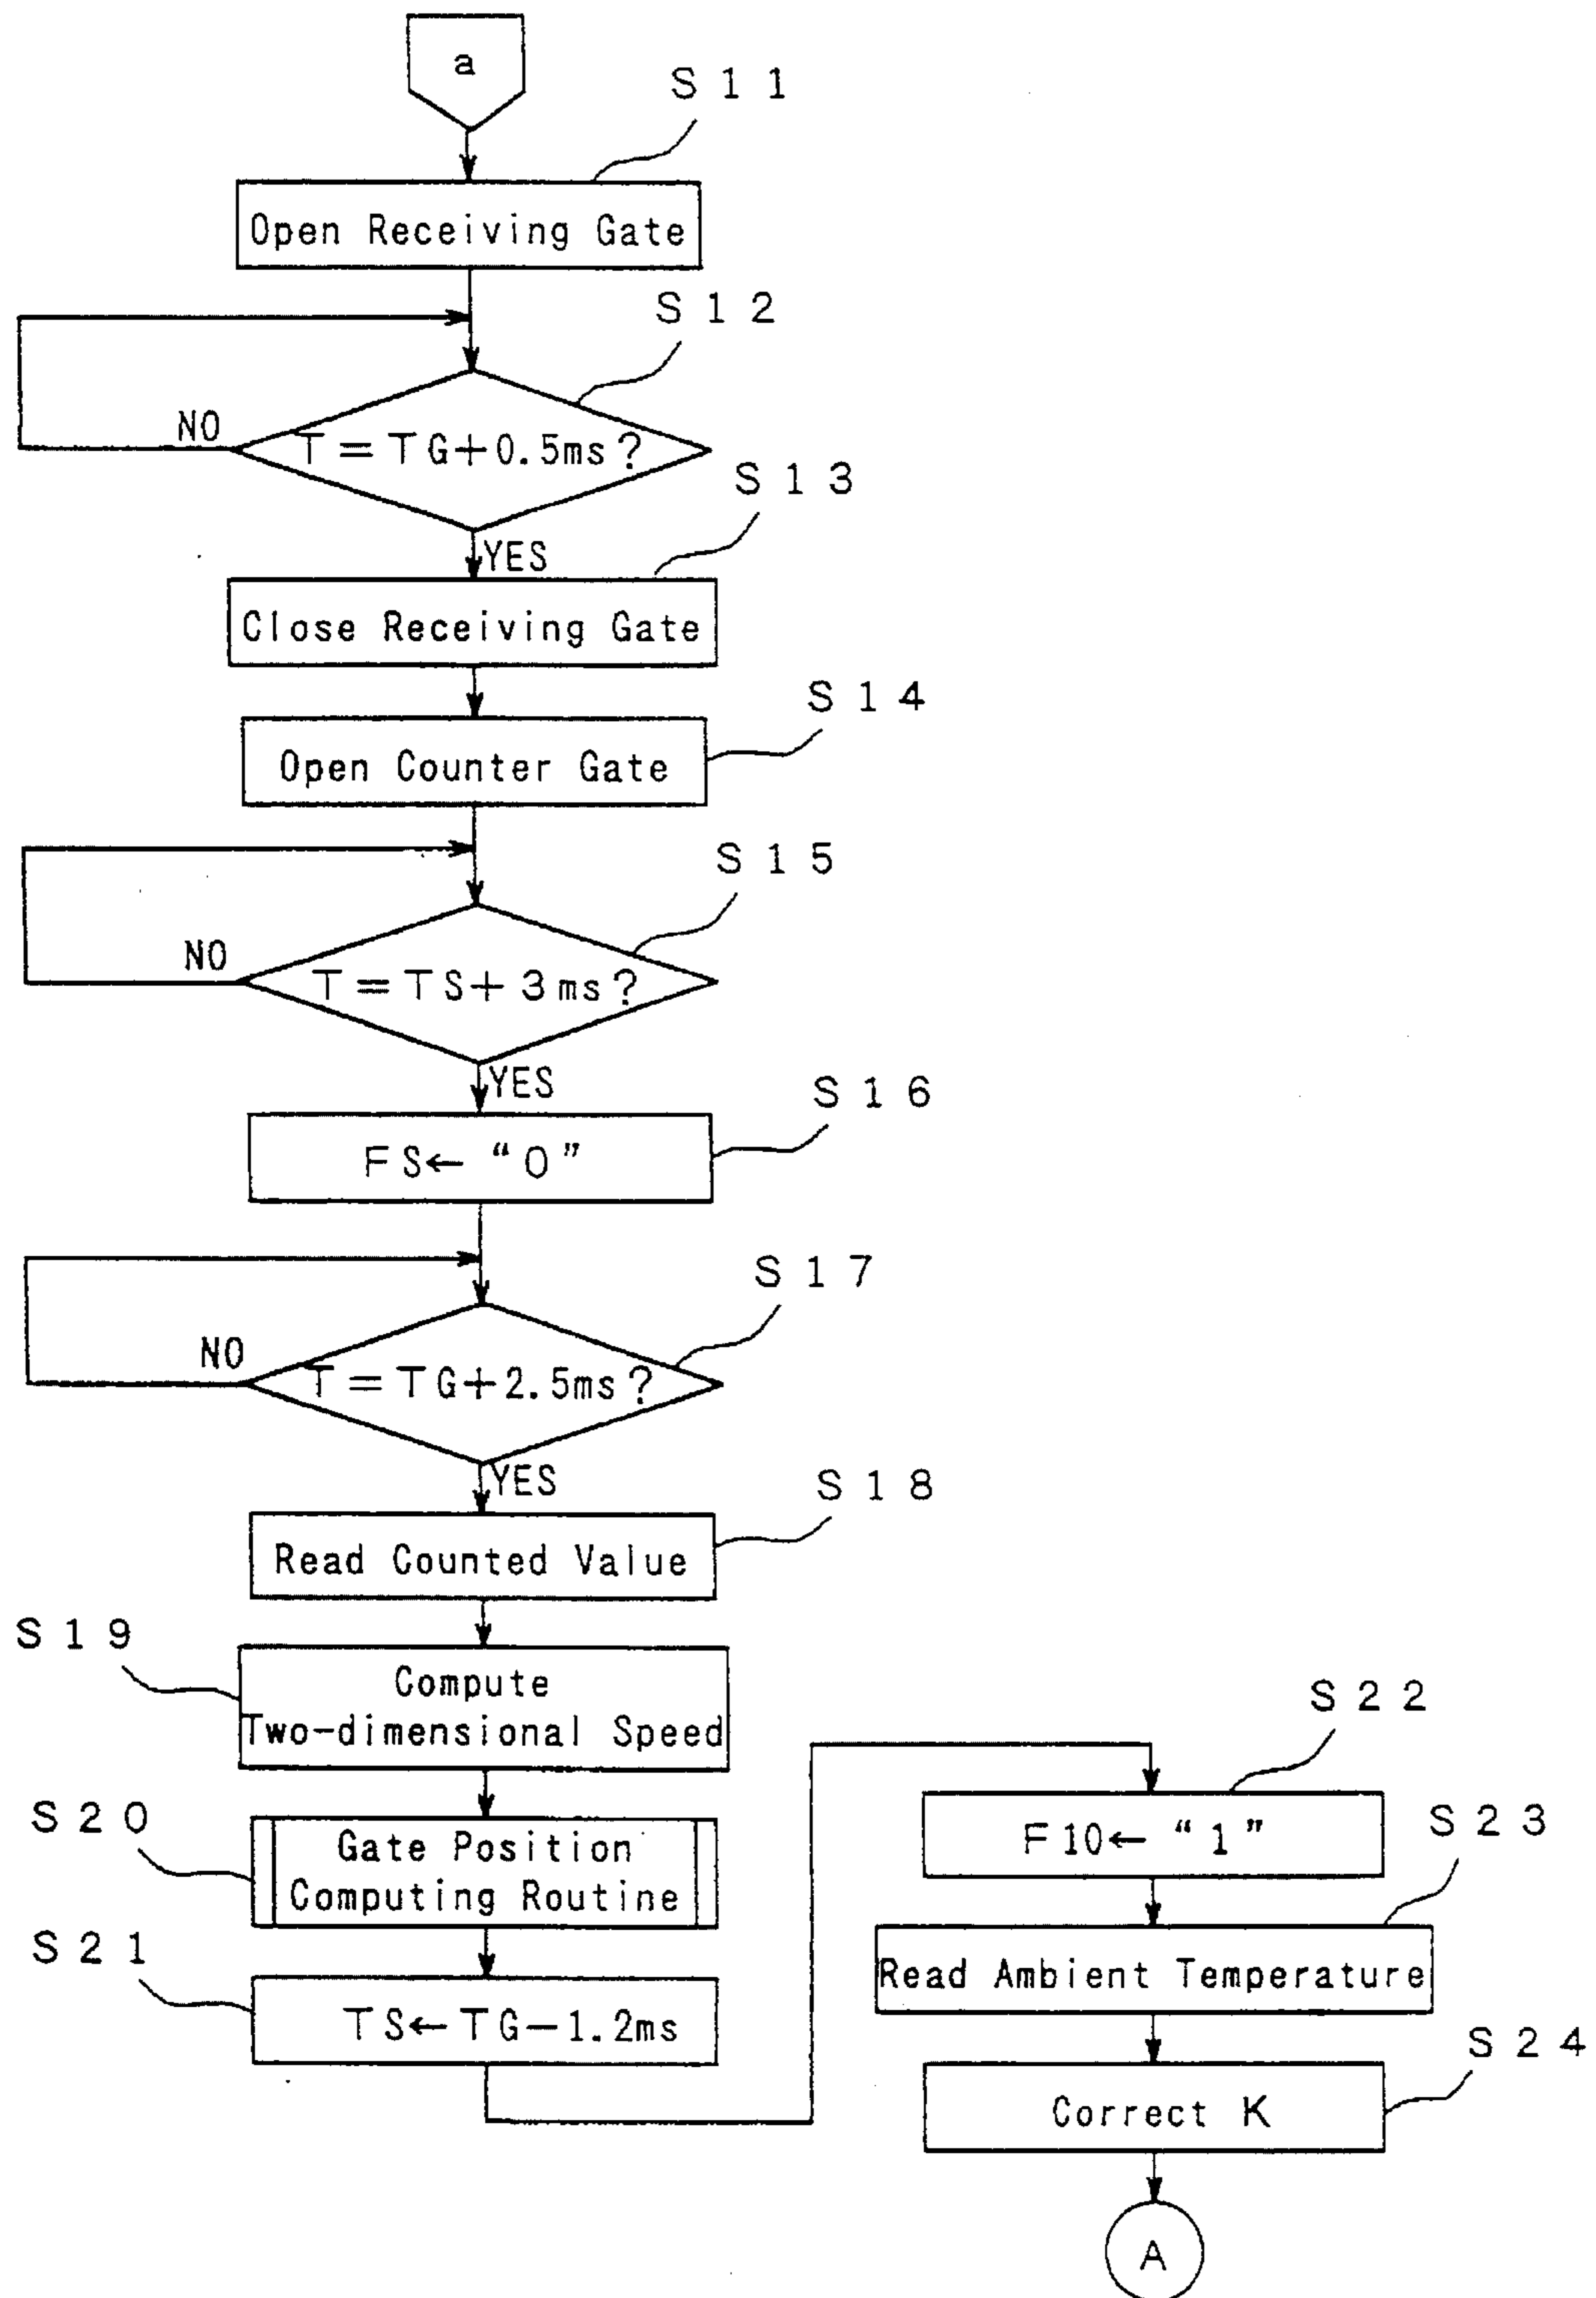 a
S11
Open Receiving Gate
S12
NO
T=TG+0.5ms?
S13
YES
Close Receiving Gate
S14
Open Counter Gate
S15
NO
T=TS+3ms?
YES
S16
FS← “0”
S17
NO
T=TG+2.5ms?
YES
S18
Read Counted Value
S19
Compute
Two-dimensional Speed
S20
Gate Position
Computing Routine
S21
TS←TG−1.2ms
S22
F10← “1”
S23
Read Ambient Temperature
S24
Correct K
A